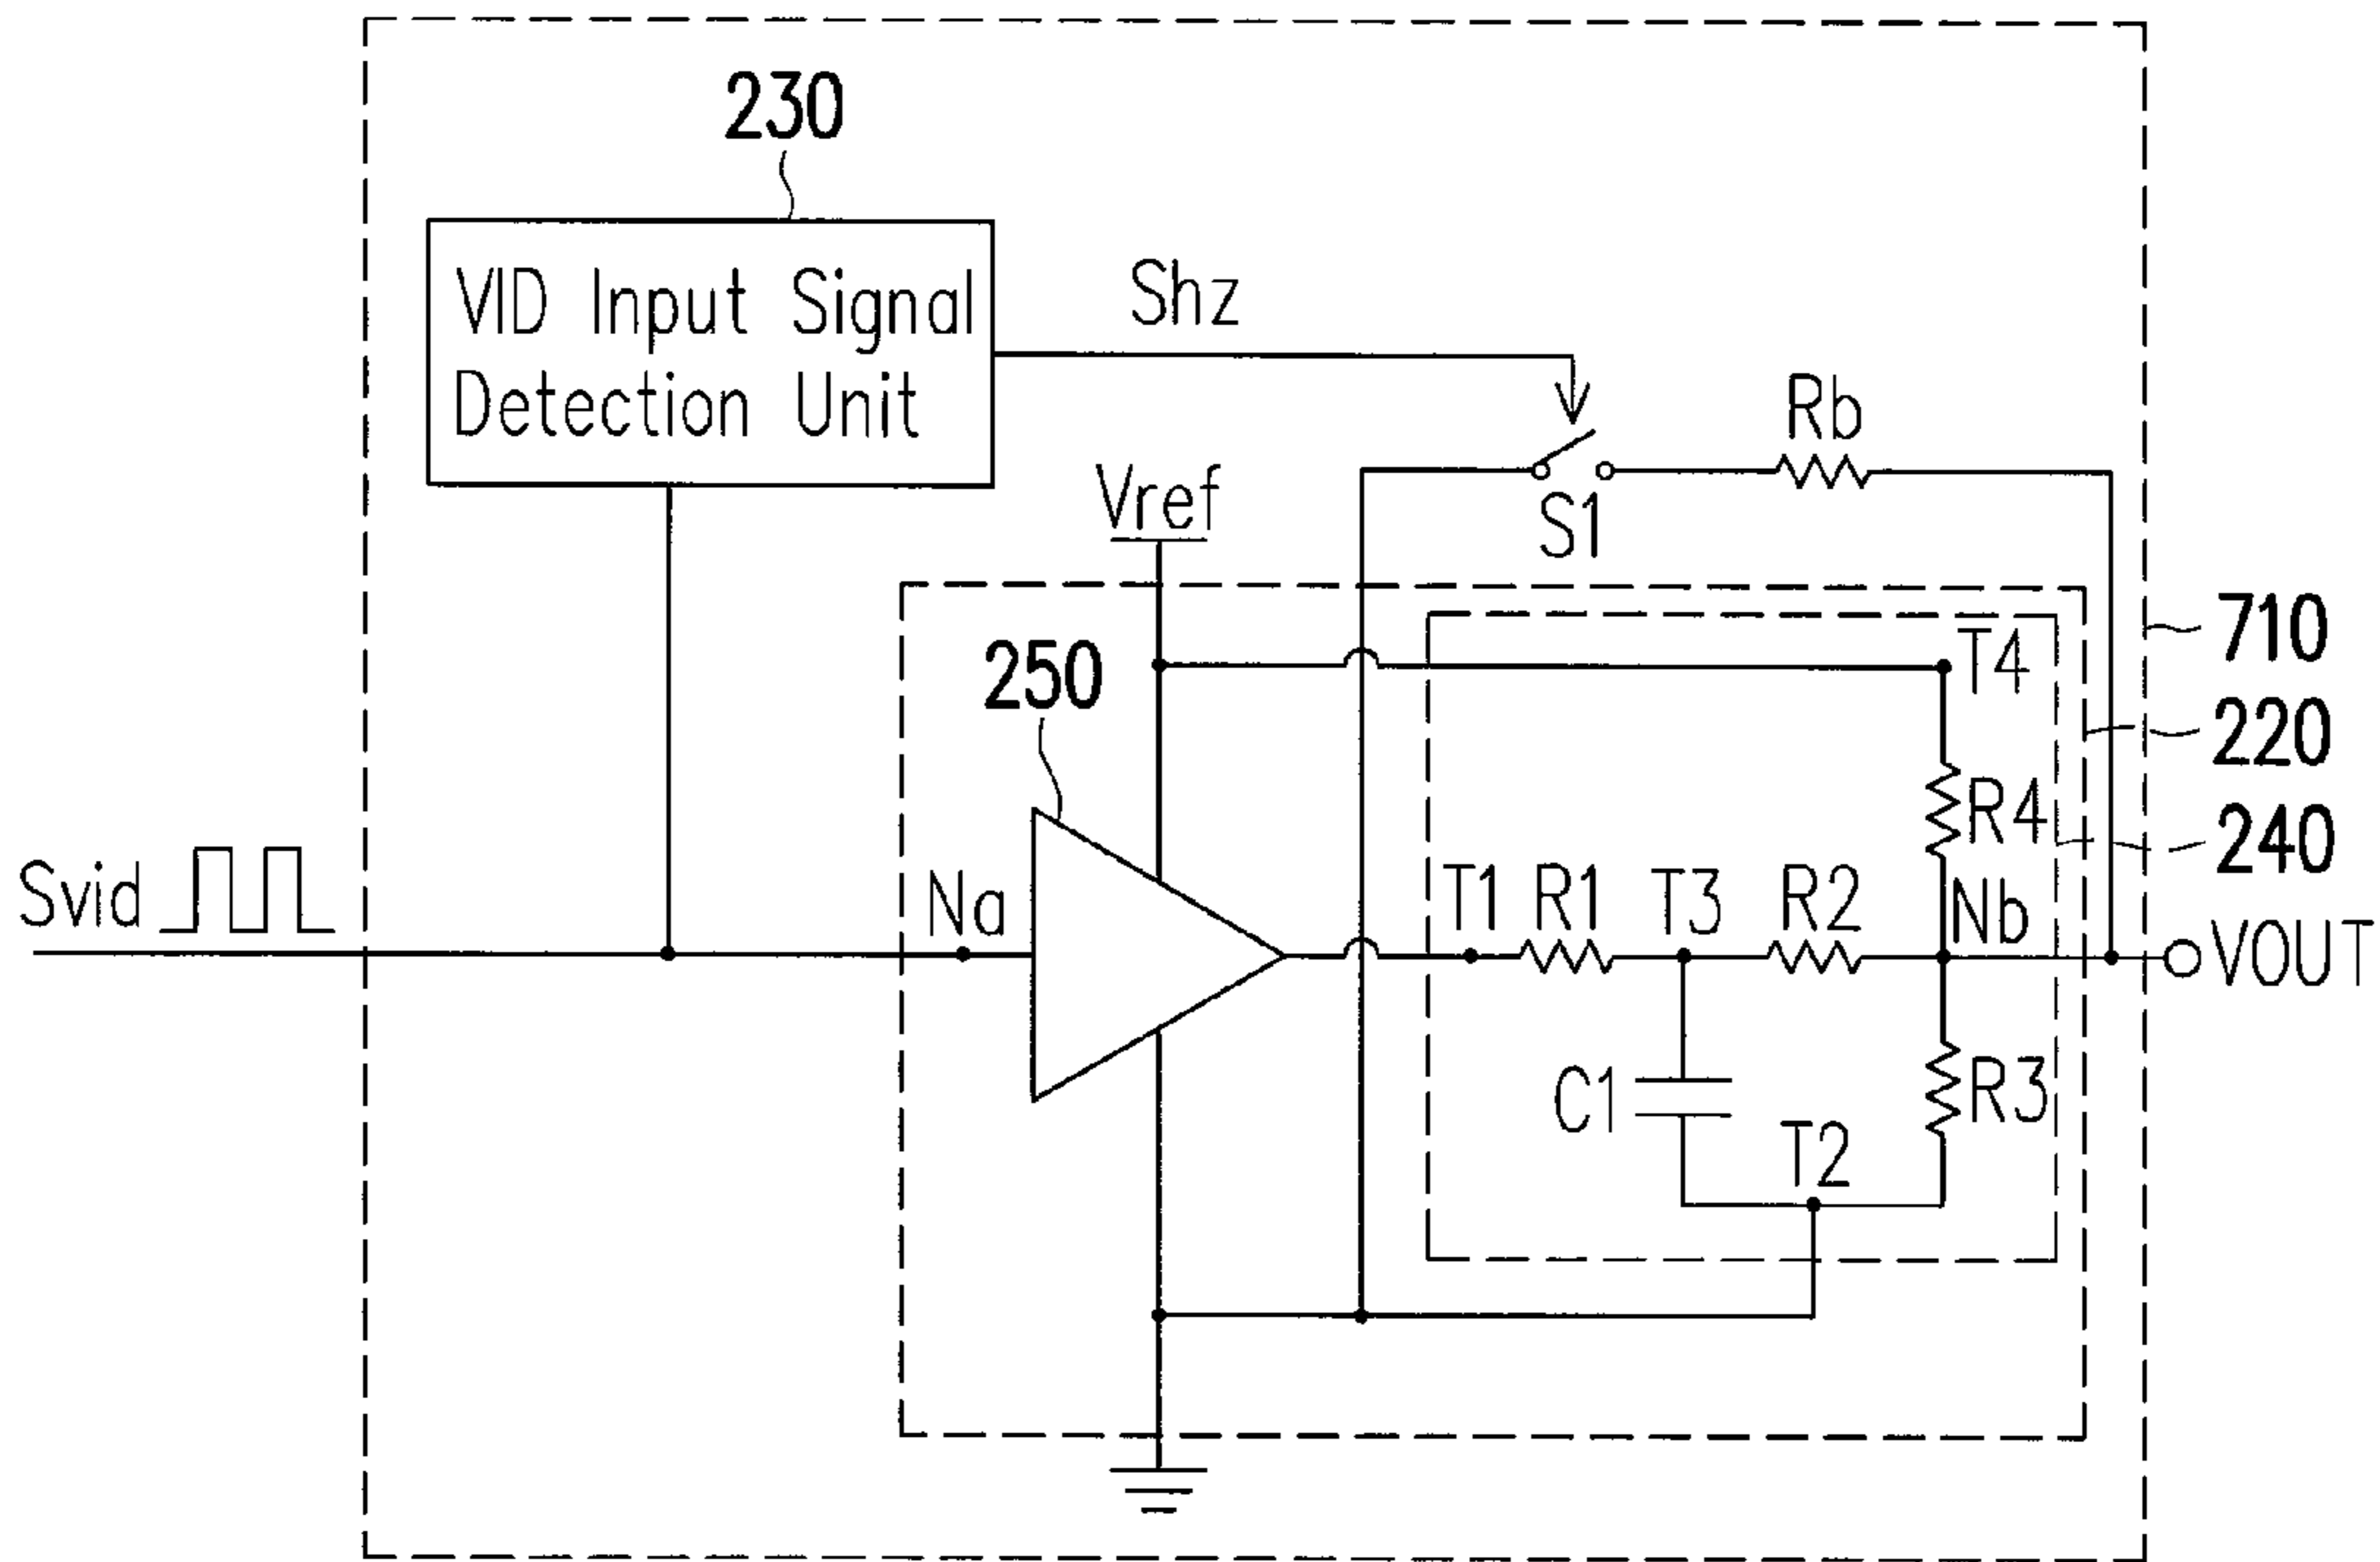 230
VID Input Signal
Detection Unit
Shz
Rb
Vref
S1
710
T4
250
220
R4
240
Svid
Na
T1
R1
T3
R2
Nb
VOUT
C1
R3
T2